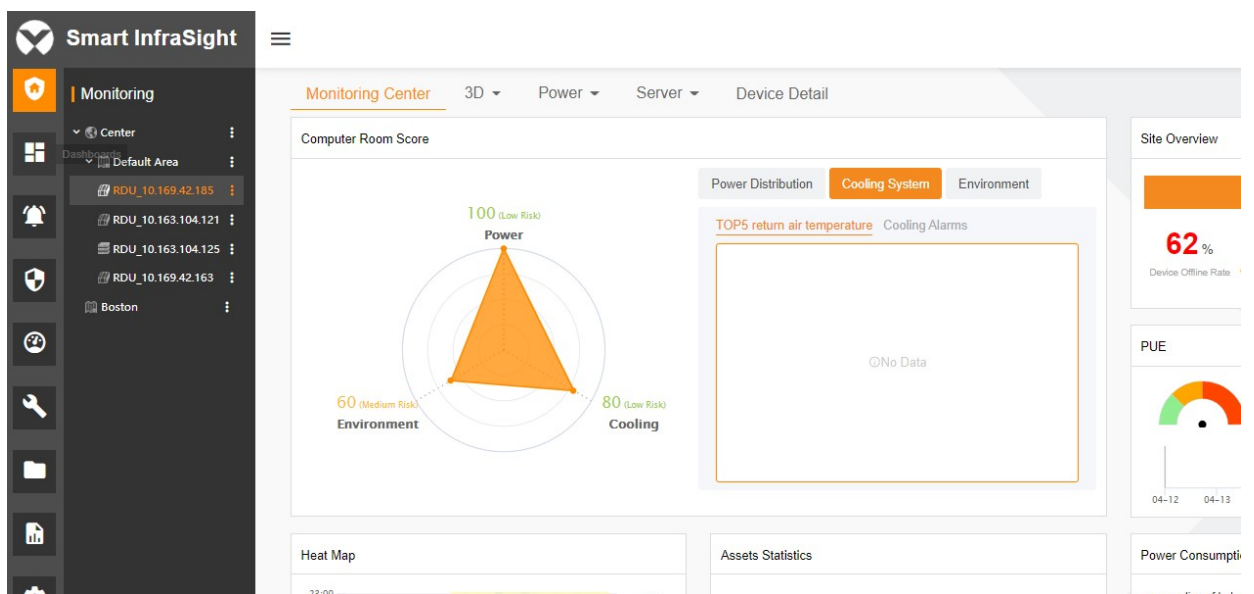 Smart InfraSight
Monitoring
Center
Dashboards
Default Area
RDU_10.169.42.185
RDU_10.163.104.121
RDU_10.163.104.125
RDU_10.169.42.163
Boston
Monitoring Center 3D Power Server Device Detail
Computer Room Score
100 (Low Risk)
Power
60 (Medium Risk)
Environment
80 (Low Risk)
Cooling
Power Distribution Cooling System Environment
TOP5 return air temperature Cooling Alarms
No Data
Site Overview
62 %
Device Offline Rate
PUE
04-12 04-13
Heat Map
23:00
Assets Statistics
Power Consumpti